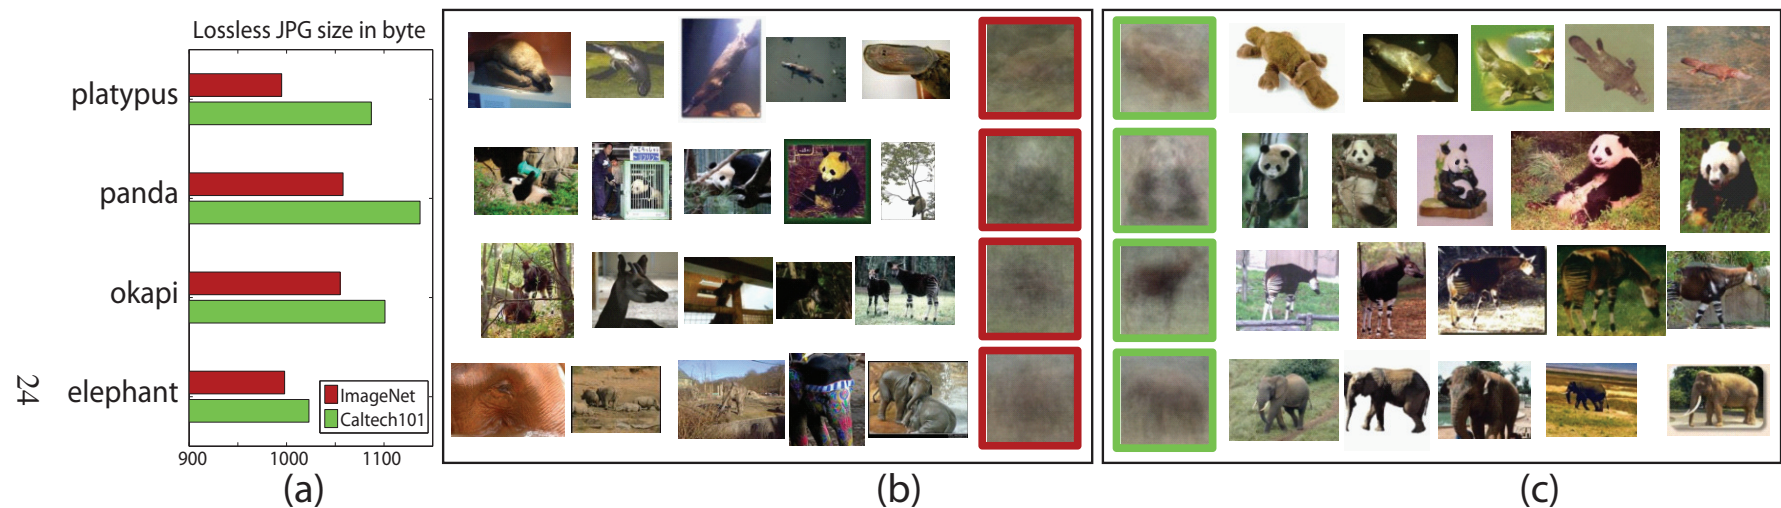 Lossless JPG size in byte
platypus
panda
okapi
elephant
ImageNet
Caltech101
900
1000
1100
(a)
(b)
(c)
24